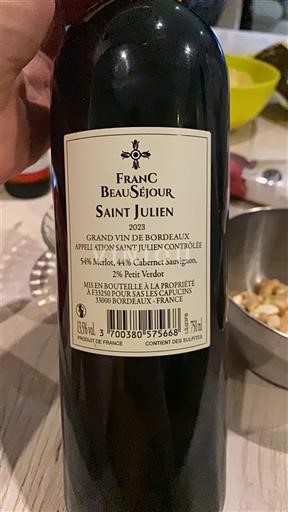 FranC
BeauSéjour
Saint Julien
2023
GRAND VIN DE BORDEAUX
APPELLATION SAINT JULIEN CONTRÔLÉE
54% Merlot, 44% Cabernet Sauvignon,
2% Petit Verdot
MIS EN BOUTEILLE À LA PROPRIÉTÉ
À F33250 POUR SAS LES CAPUCINS
33000 BORDEAUX - FRANCE
13,5% vol.
3 700380 575668
750 ml
PRODUIT DE FRANCE
CONTIENT DES SULFITES